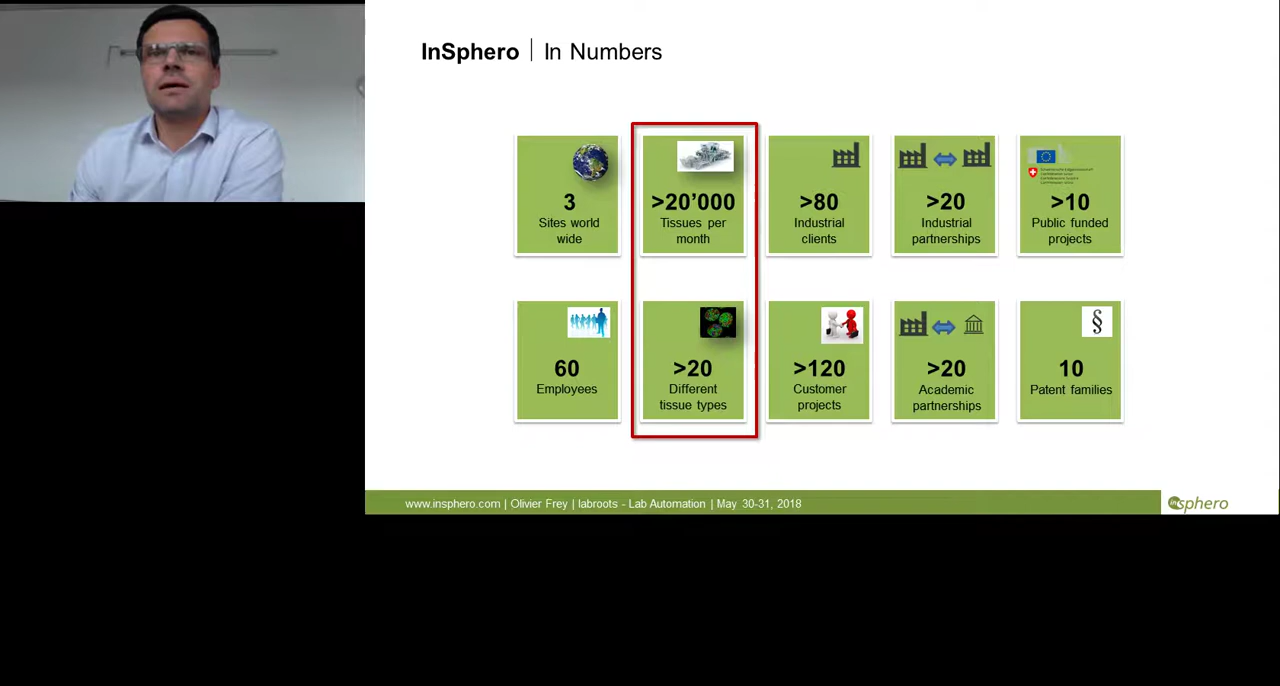 InSphero | In Numbers
3
Sites world
wide
>20’000
Tissues per
month
>80
Industrial
clients
>20
Industrial
partnerships
>10
Public funded
projects
60
Employees
>20
Different
tissue types
>120
Customer
projects
>20
Academic
partnerships
§
10
Patent families
www.insphero.com | Olivier Frey | labroots - Lab Automation | May 30-31, 2018
insphero